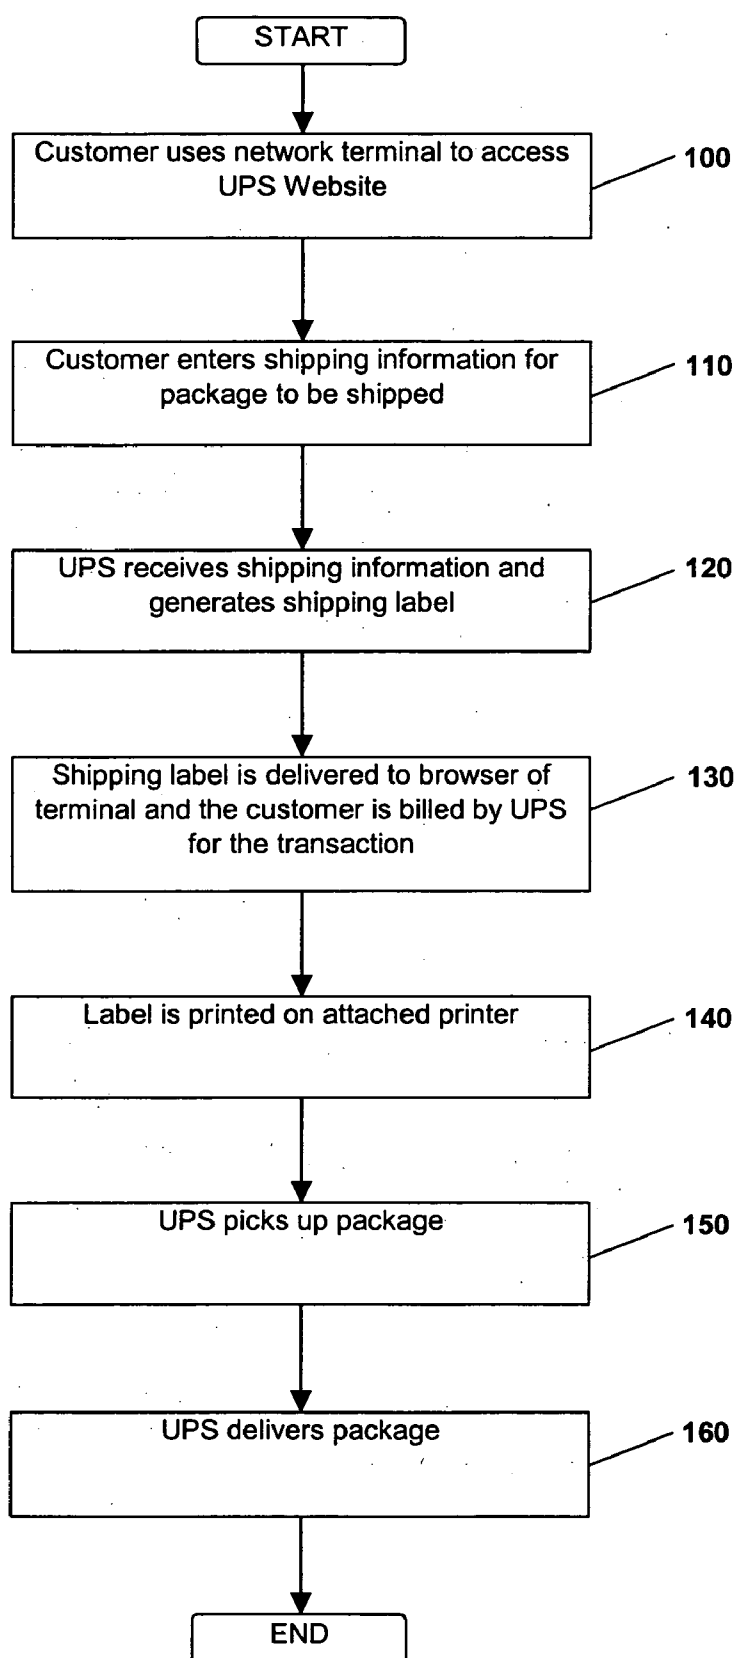 START
Customer uses network terminal to access
UPS Website
100
Customer enters shipping information for
package to be shipped
110
UPS receives shipping information and
generates shipping label
120
Shipping label is delivered to browser of
terminal and the customer is billed by UPS
for the transaction
130
Label is printed on attached printer
140
UPS picks up package
150
UPS delivers package
160
END